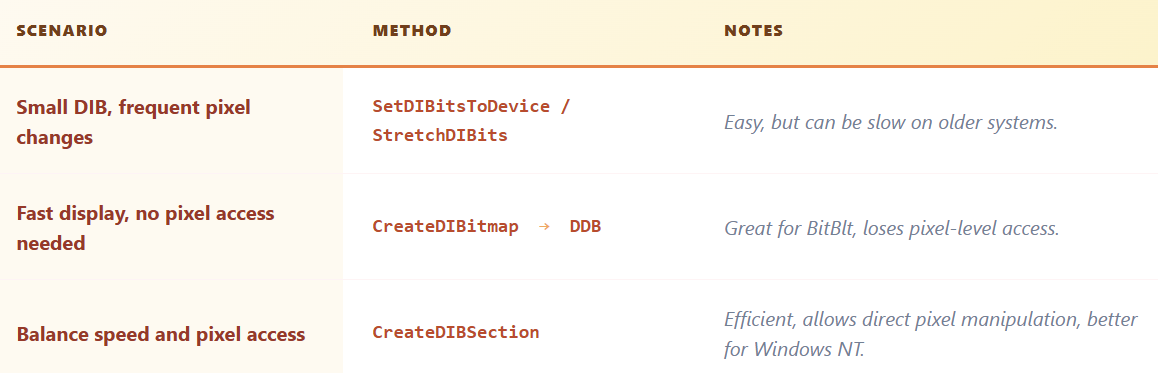 SCENARIO METHOD NOTES
Small DIB, frequent pixel
changes
SetDIBitsToDevice /
StretchDIBits
Easy, but can be slow on older systems.
Fast display, no pixel access
needed
CreateDIBitmap → DDB
Great for BitBlt, loses pixel-level access.
Balance speed and pixel access
CreateDIBSection
Efficient, allows direct pixel manipulation, better
for Windows NT.